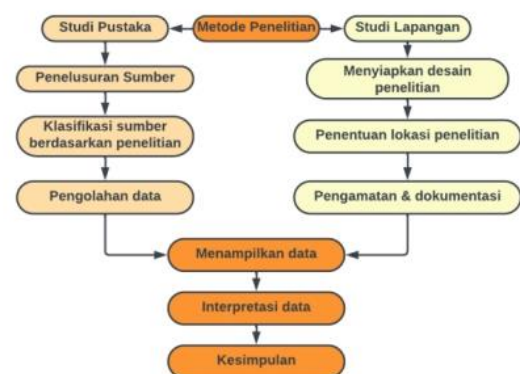 Studi Pustaka
Metode Penelitian
Studi Lapangan
Penelusuran Sumber
Menyiapkan desain
penelitian
Klasifikasi sumber
berdasarkan penelitian
Penentuan lokasi penelitian
Pengolahan data
Pengamatan & dokumentasi
Menampilkan data
Interpretasi data
Kesimpulan